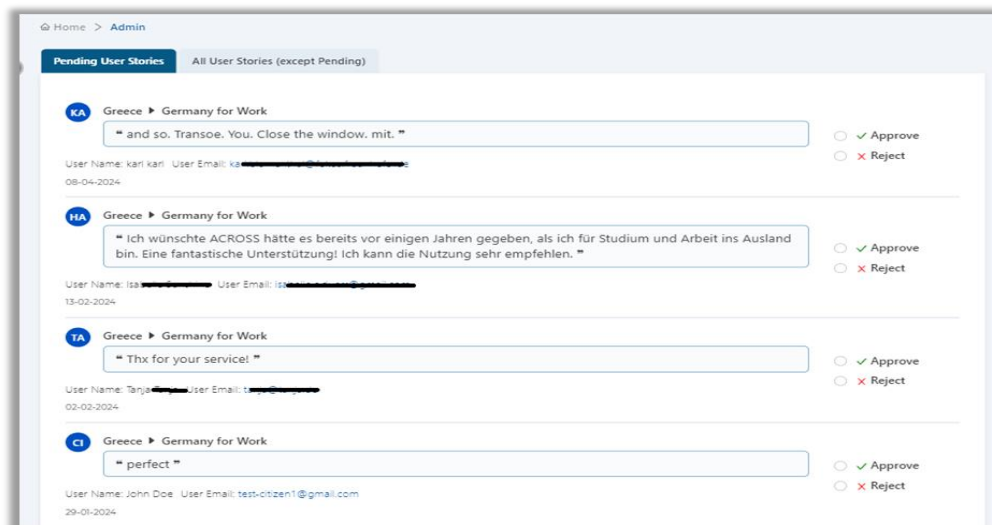 Home > Admin
Pending User Stories All User Stories (except Pending)
KA Greece ▶ Germany for Work
❝ and so. Transoe. You. Close the window. mit. ❞
Approve
Reject
User Name: karl karl User Email:
08-04-2024
HA Greece ▶ Germany for Work
❝ Ich wünschte ACROSS hätte es bereits vor einigen Jahren gegeben, als ich für Studium und Arbeit ins Ausland
bin. Eine fantastische Unterstützung! Ich kann die Nutzung sehr empfehlen. ❞
Approve
Reject
User Name: User Email:
13-02-2024
TA Greece ▶ Germany for Work
❝ Thx for your service! ❞
Approve
Reject
User Name: Tanja User Email:
02-02-2024
CI Greece ▶ Germany for Work
❝ perfect ❞
Approve
Reject
User Name: John Doe User Email: test-citizen1@gmail.com
29-01-2024